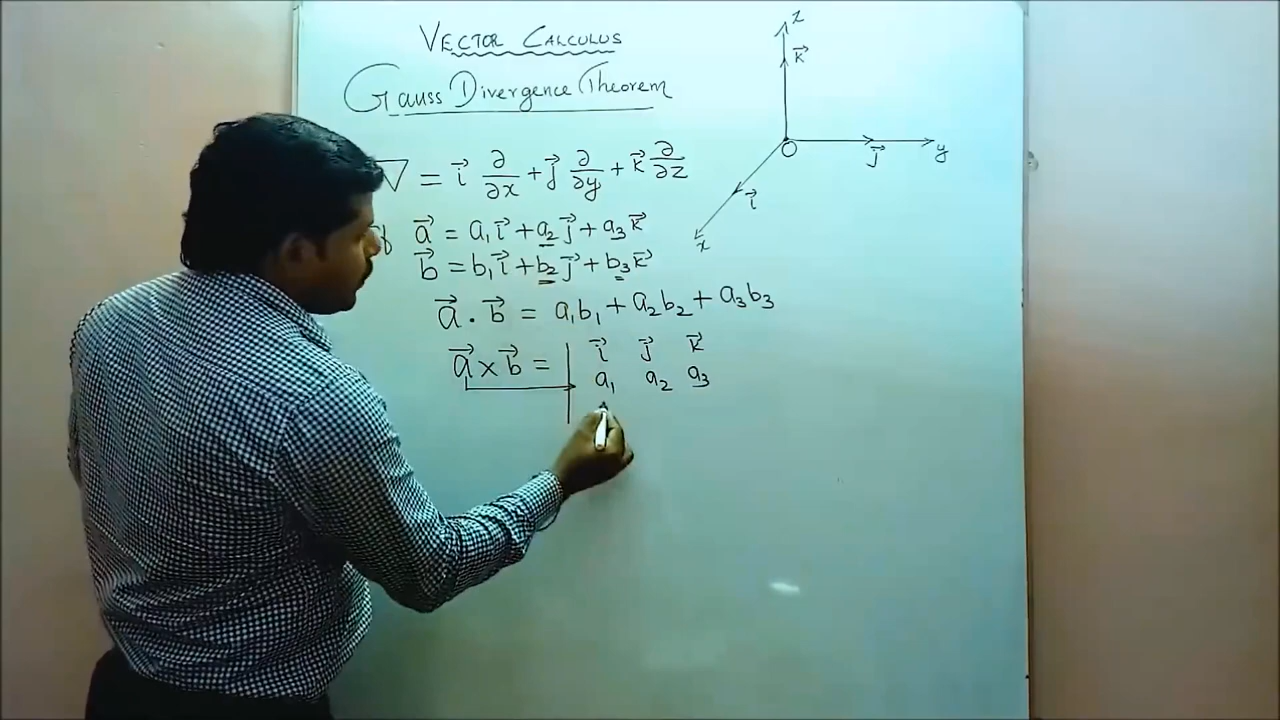 VECTOR CALCULUS
Gauss Divergence Theorem
∇ = i⃗ ∂/∂x + j⃗ ∂/∂y + k⃗ ∂/∂z
a⃗ = a₁i⃗ + a₂j⃗ + a₃k⃗
b⃗ = b₁i⃗ + b₂j⃗ + b₃k⃗
a⃗ . b⃗ = a₁b₁ + a₂b₂ + a₃b₃
a⃗ × b⃗ = | i⃗ j⃗ k⃗
a₁ a₂ a₃
z
k⃗
O
j⃗
y
i⃗
x